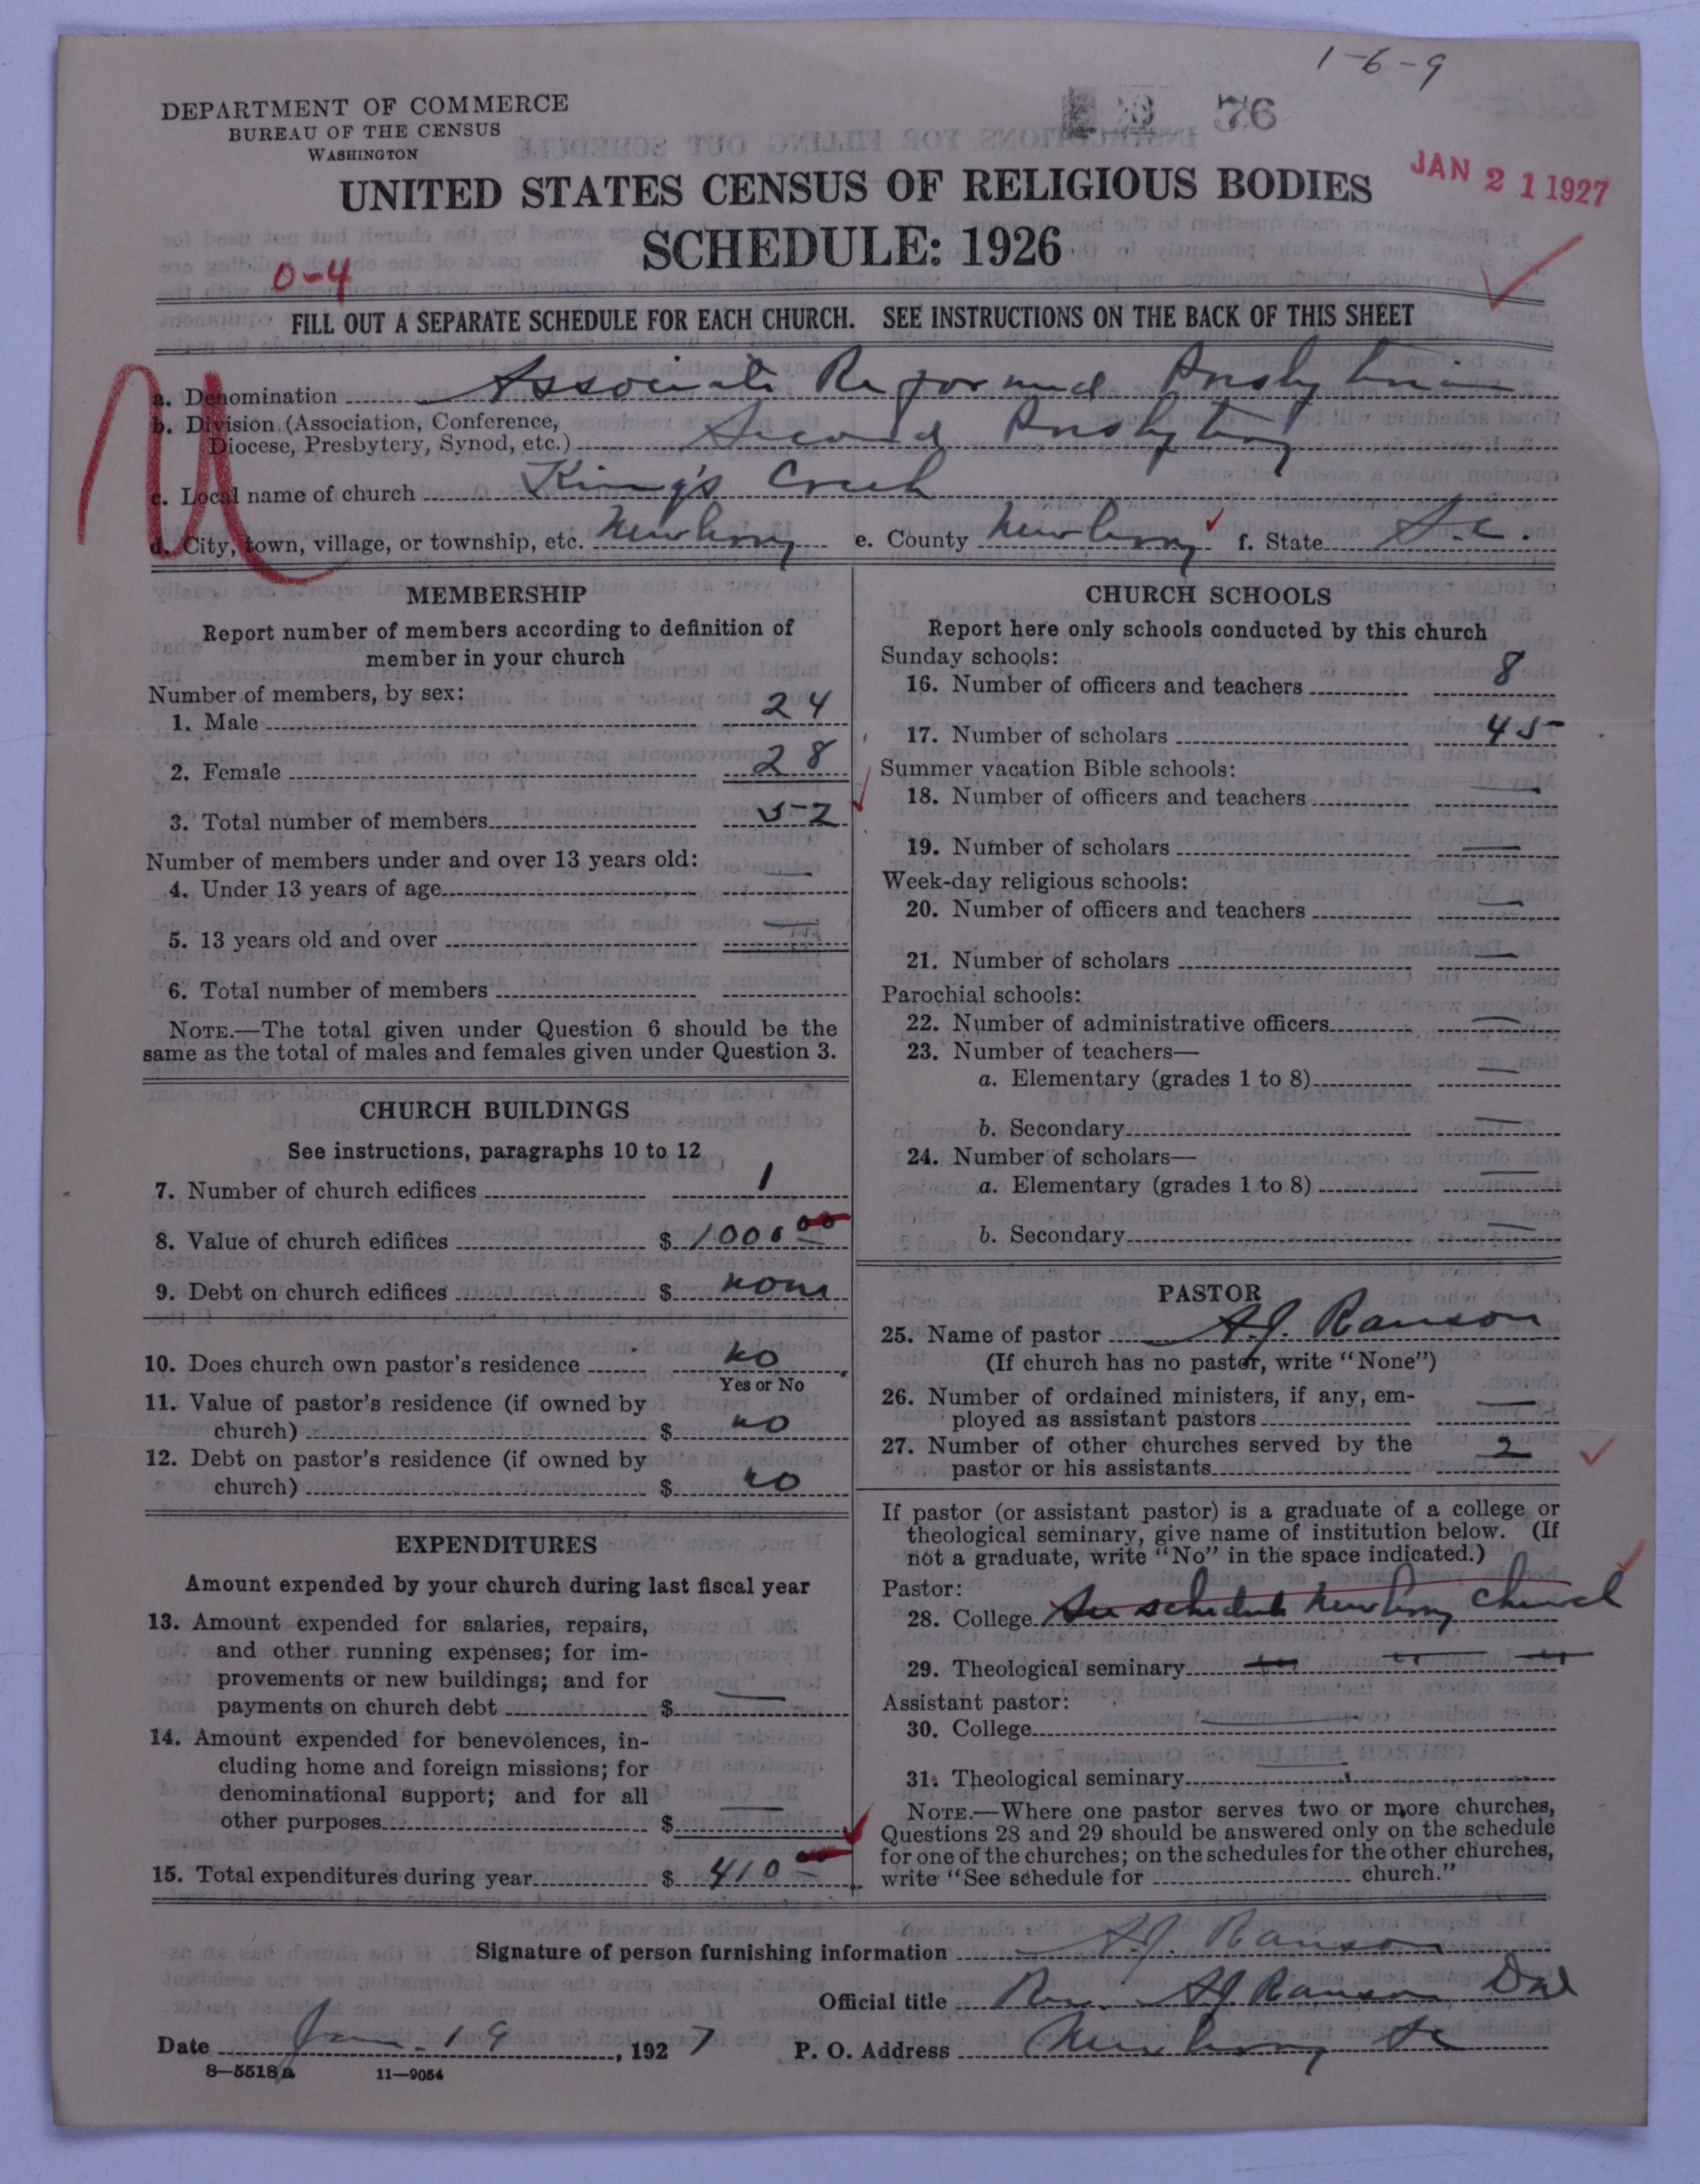 1-6-9
DEPARTMENT OF COMMERCE
BUREAU OF THE CENSUS
WASHINGTON
76
JAN 21 1927
UNITED STATES CENSUS OF RELIGIOUS BODIES
SCHEDULE: 1926
0-4
FILL OUT A SEPARATE SCHEDULE FOR EACH CHURCH. SEE INSTRUCTIONS ON THE BACK OF THIS SHEET
a. Denomination Associate Reformed Presbyterian
b. Division (Association, Conference,
Diocese, Presbytery, Synod, etc.) Second Presbytery
c. Local name of church King's Creek
d. City, town, village, or township, etc. Newberry e. County Newberry f. State S.C.
MEMBERSHIP
Report number of members according to definition of
member in your church
Number of members, by sex:
1. Male 24
2. Female 28
3. Total number of members 52
Number of members under and over 13 years old:
4. Under 13 years of age —
5. 13 years old and over —
6. Total number of members
NOTE.—The total given under Question 6 should be the
same as the total of males and females given under Question 3.
CHURCH BUILDINGS
See instructions, paragraphs 10 to 12
7. Number of church edifices 1
8. Value of church edifices $ 1000 00
9. Debt on church edifices $ none
10. Does church own pastor's residence no
Yes or No
11. Value of pastor's residence (if owned by
church) $ no
12. Debt on pastor's residence (if owned by
church) $ no
EXPENDITURES
Amount expended by your church during last fiscal year
13. Amount expended for salaries, repairs,
and other running expenses; for im-
provements or new buildings; and for
payments on church debt $ —
14. Amount expended for benevolences, in-
cluding home and foreign missions; for
denominational support; and for all
other purposes $ —
15. Total expenditures during year $ 410 00
CHURCH SCHOOLS
Report here only schools conducted by this church
Sunday schools:
16. Number of officers and teachers 8
17. Number of scholars 45
Summer vacation Bible schools:
18. Number of officers and teachers —
19. Number of scholars —
Week-day religious schools:
20. Number of officers and teachers —
21. Number of scholars —
Parochial schools:
22. Number of administrative officers —
23. Number of teachers—
a. Elementary (grades 1 to 8) —
b. Secondary —
24. Number of scholars—
a. Elementary (grades 1 to 8) —
b. Secondary —
PASTOR
25. Name of pastor A.J. Ranson
(If church has no pastor, write "None")
26. Number of ordained ministers, if any, em-
ployed as assistant pastors —
27. Number of other churches served by the
pastor or his assistants 2
If pastor (or assistant pastor) is a graduate of a college or
theological seminary, give name of institution below. (If
not a graduate, write "No" in the space indicated.)
Pastor:
28. College See schedule Newberry church
29. Theological seminary " " "
Assistant pastor:
30. College —
31. Theological seminary —
NOTE.—Where one pastor serves two or more churches,
Questions 28 and 29 should be answered only on the schedule
for one of the churches; on the schedules for the other churches,
write "See schedule for church."
Signature of person furnishing information A.J. Ranson
Official title Rev. A J Ranson
Date Jan. 19, 1927 P. O. Address Newberry SC
8—5518 a 11—9054